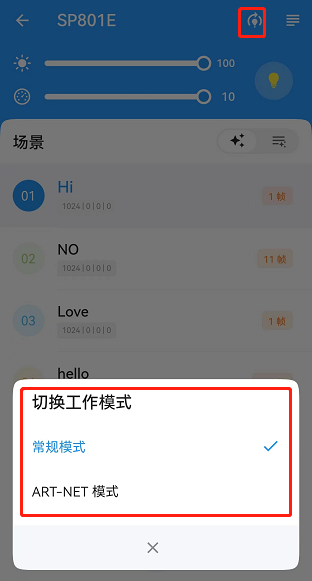 SP801E
100
10
场景
01
Hi
1024 | 0 | 0 | 0
1 帧
02
NO
1024 | 0 | 0 | 0
11 帧
03
Love
1024 | 0 | 0 | 0
1 帧
hello
切换工作模式
常规模式
ART-NET 模式